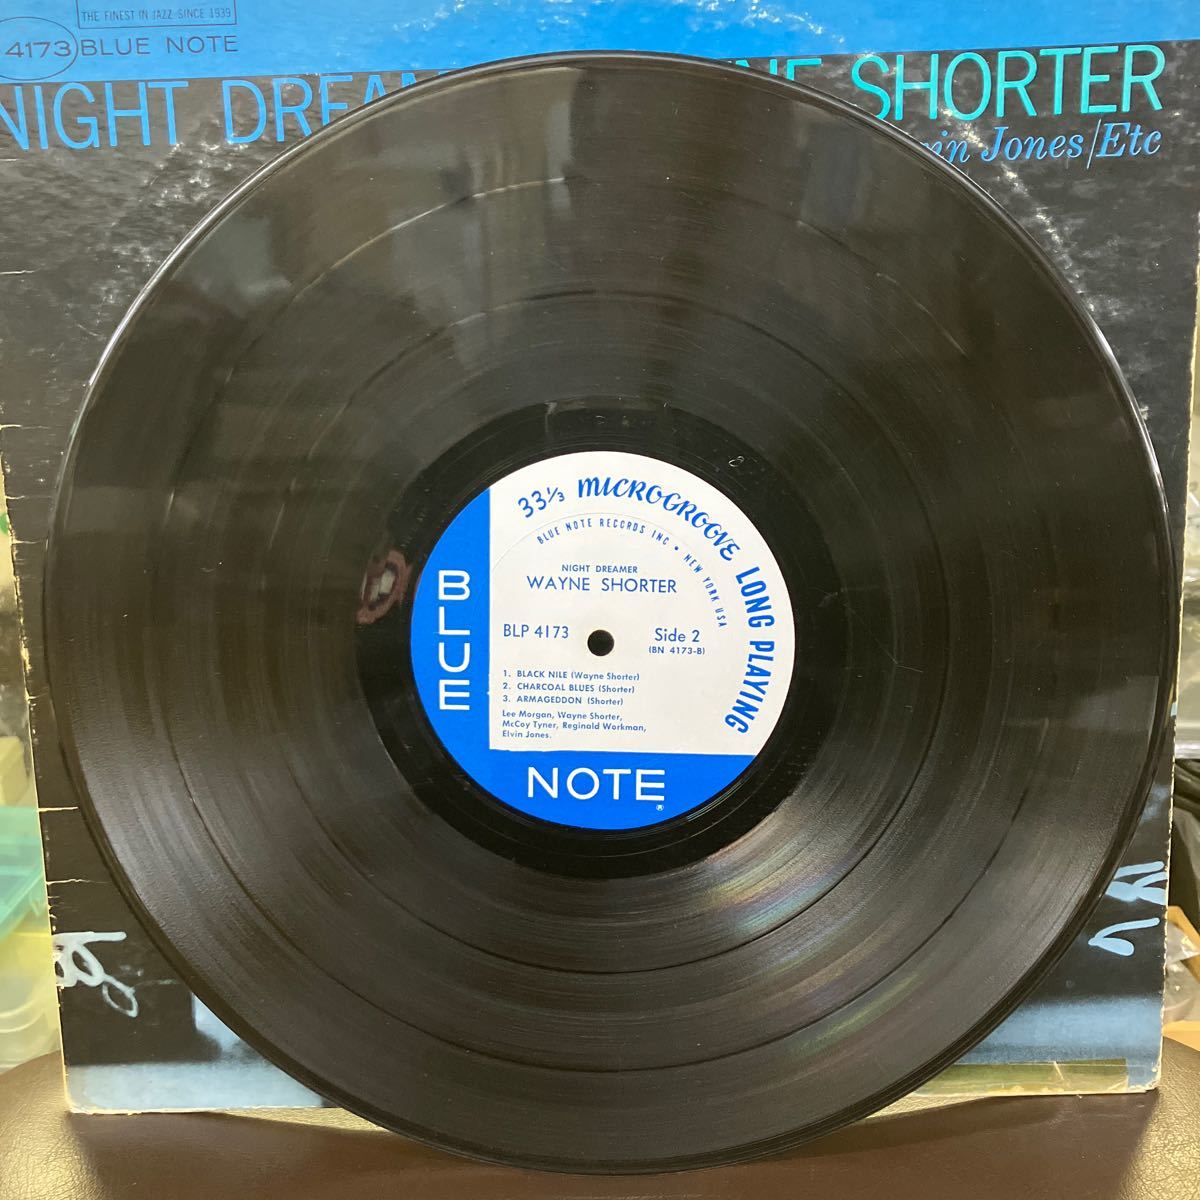 THE FINEST IN JAZZ SINCE 1939
4173 BLUE NOTE
NIGHT SHORTER
Jones/Etc
33⅓ MICROGROOVE LONG PLAYING
BLUE NOTE RECORDS INC • NEW YORK USA
NIGHT DREAMER
WAYNE SHORTER
BLP 4173 Side 2
(BN 4173-B)
1. BLACK NILE (Wayne Shorter)
2. CHARCOAL BLUES (Shorter)
3. ARMAGEDDON (Shorter)
Lee Morgan, Wayne Shorter,
McCoy Tyner, Reginald Workman,
Elvin Jones.
BLUE
NOTE
®